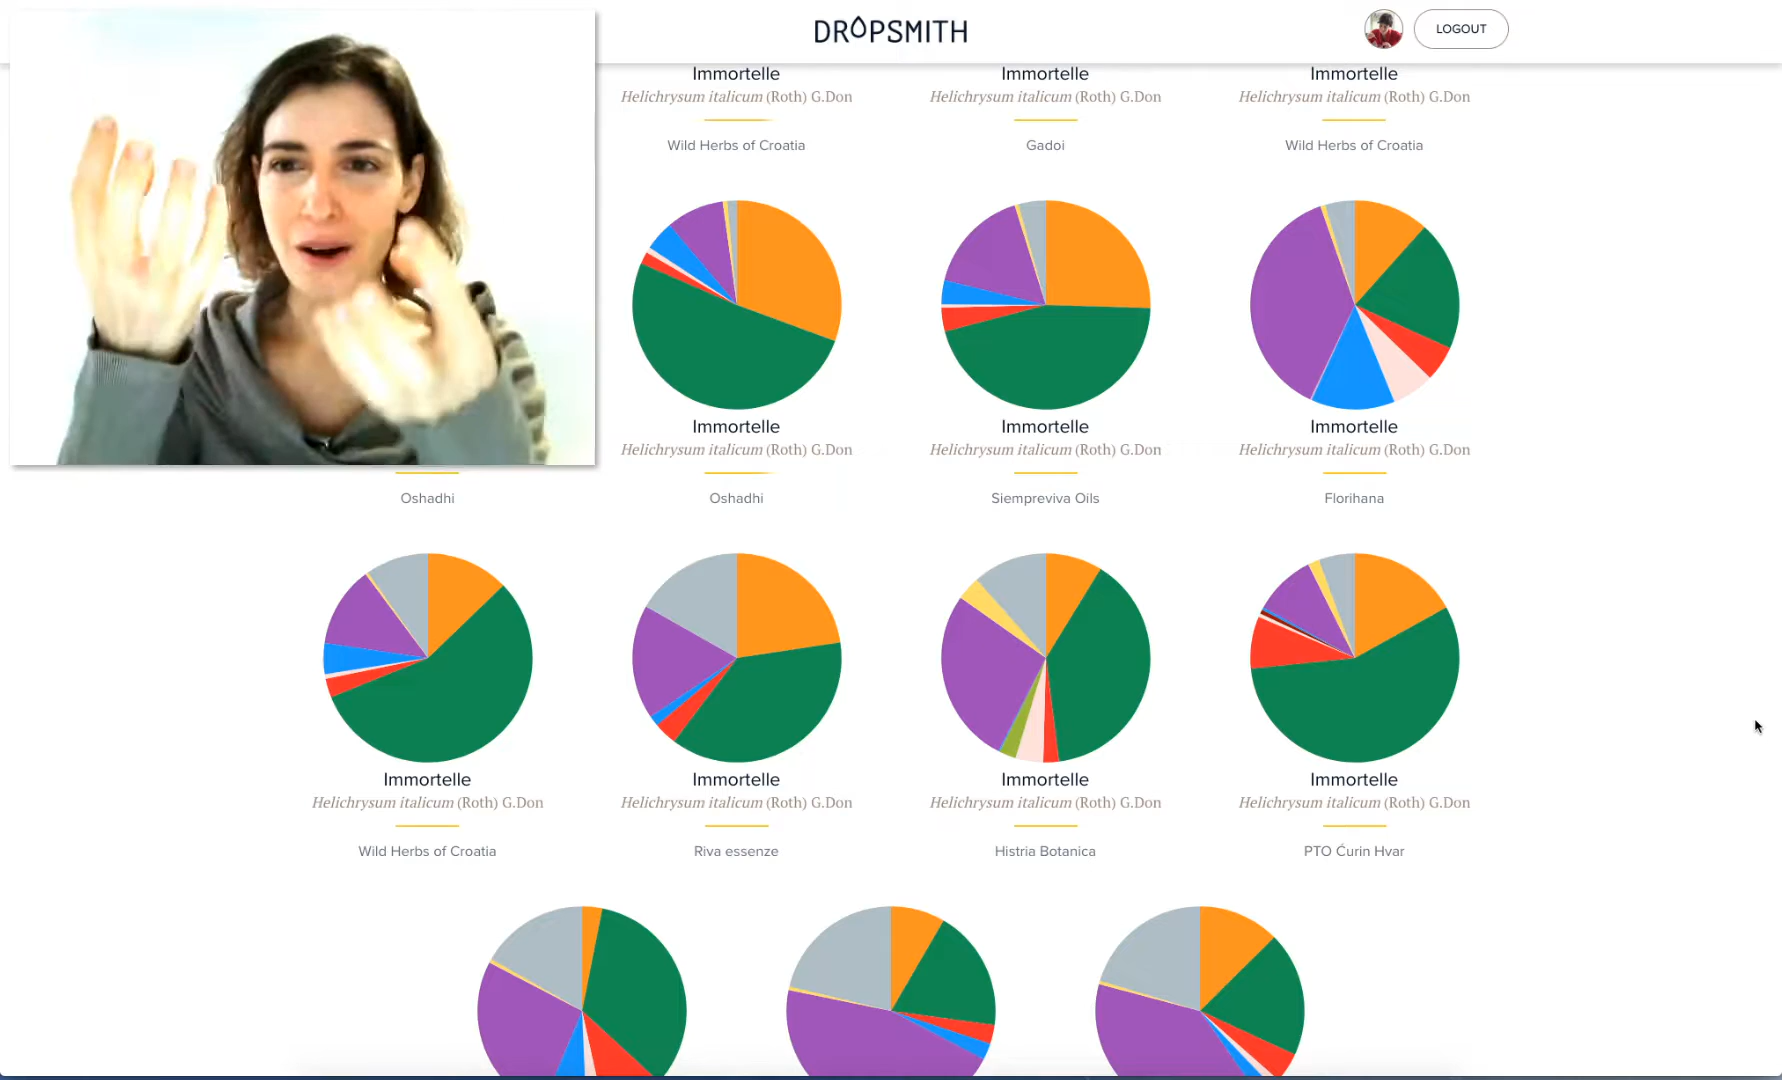 DROPSMITH
LOGOUT
Immortelle
Helichrysum italicum (Roth) G.Don
Wild Herbs of Croatia
Immortelle
Helichrysum italicum (Roth) G.Don
Gadoi
Immortelle
Helichrysum italicum (Roth) G.Don
Wild Herbs of Croatia
Oshadhi
Immortelle
Helichrysum italicum (Roth) G.Don
Oshadhi
Immortelle
Helichrysum italicum (Roth) G.Don
Siempreviva Oils
Immortelle
Helichrysum italicum (Roth) G.Don
Florihana
Immortelle
Helichrysum italicum (Roth) G.Don
Wild Herbs of Croatia
Immortelle
Helichrysum italicum (Roth) G.Don
Riva essenze
Immortelle
Helichrysum italicum (Roth) G.Don
Histria Botanica
Immortelle
Helichrysum italicum (Roth) G.Don
PTO Ćurin Hvar